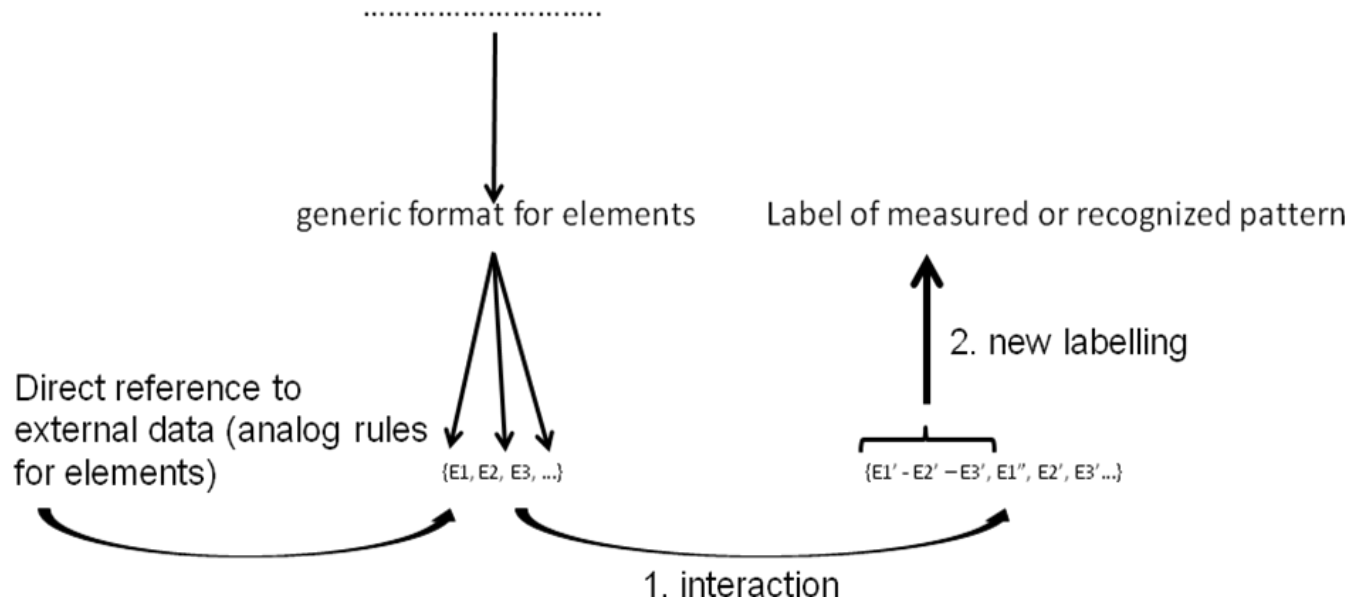 ………………………..
generic format for elements
Label of measured or recognized pattern
2. new labelling
Direct reference to
external data (analog rules
for elements)
{E1, E2, E3, ...}
{E1′ - E2′ – E3′, E1″, E2′, E3′...}
1. interaction